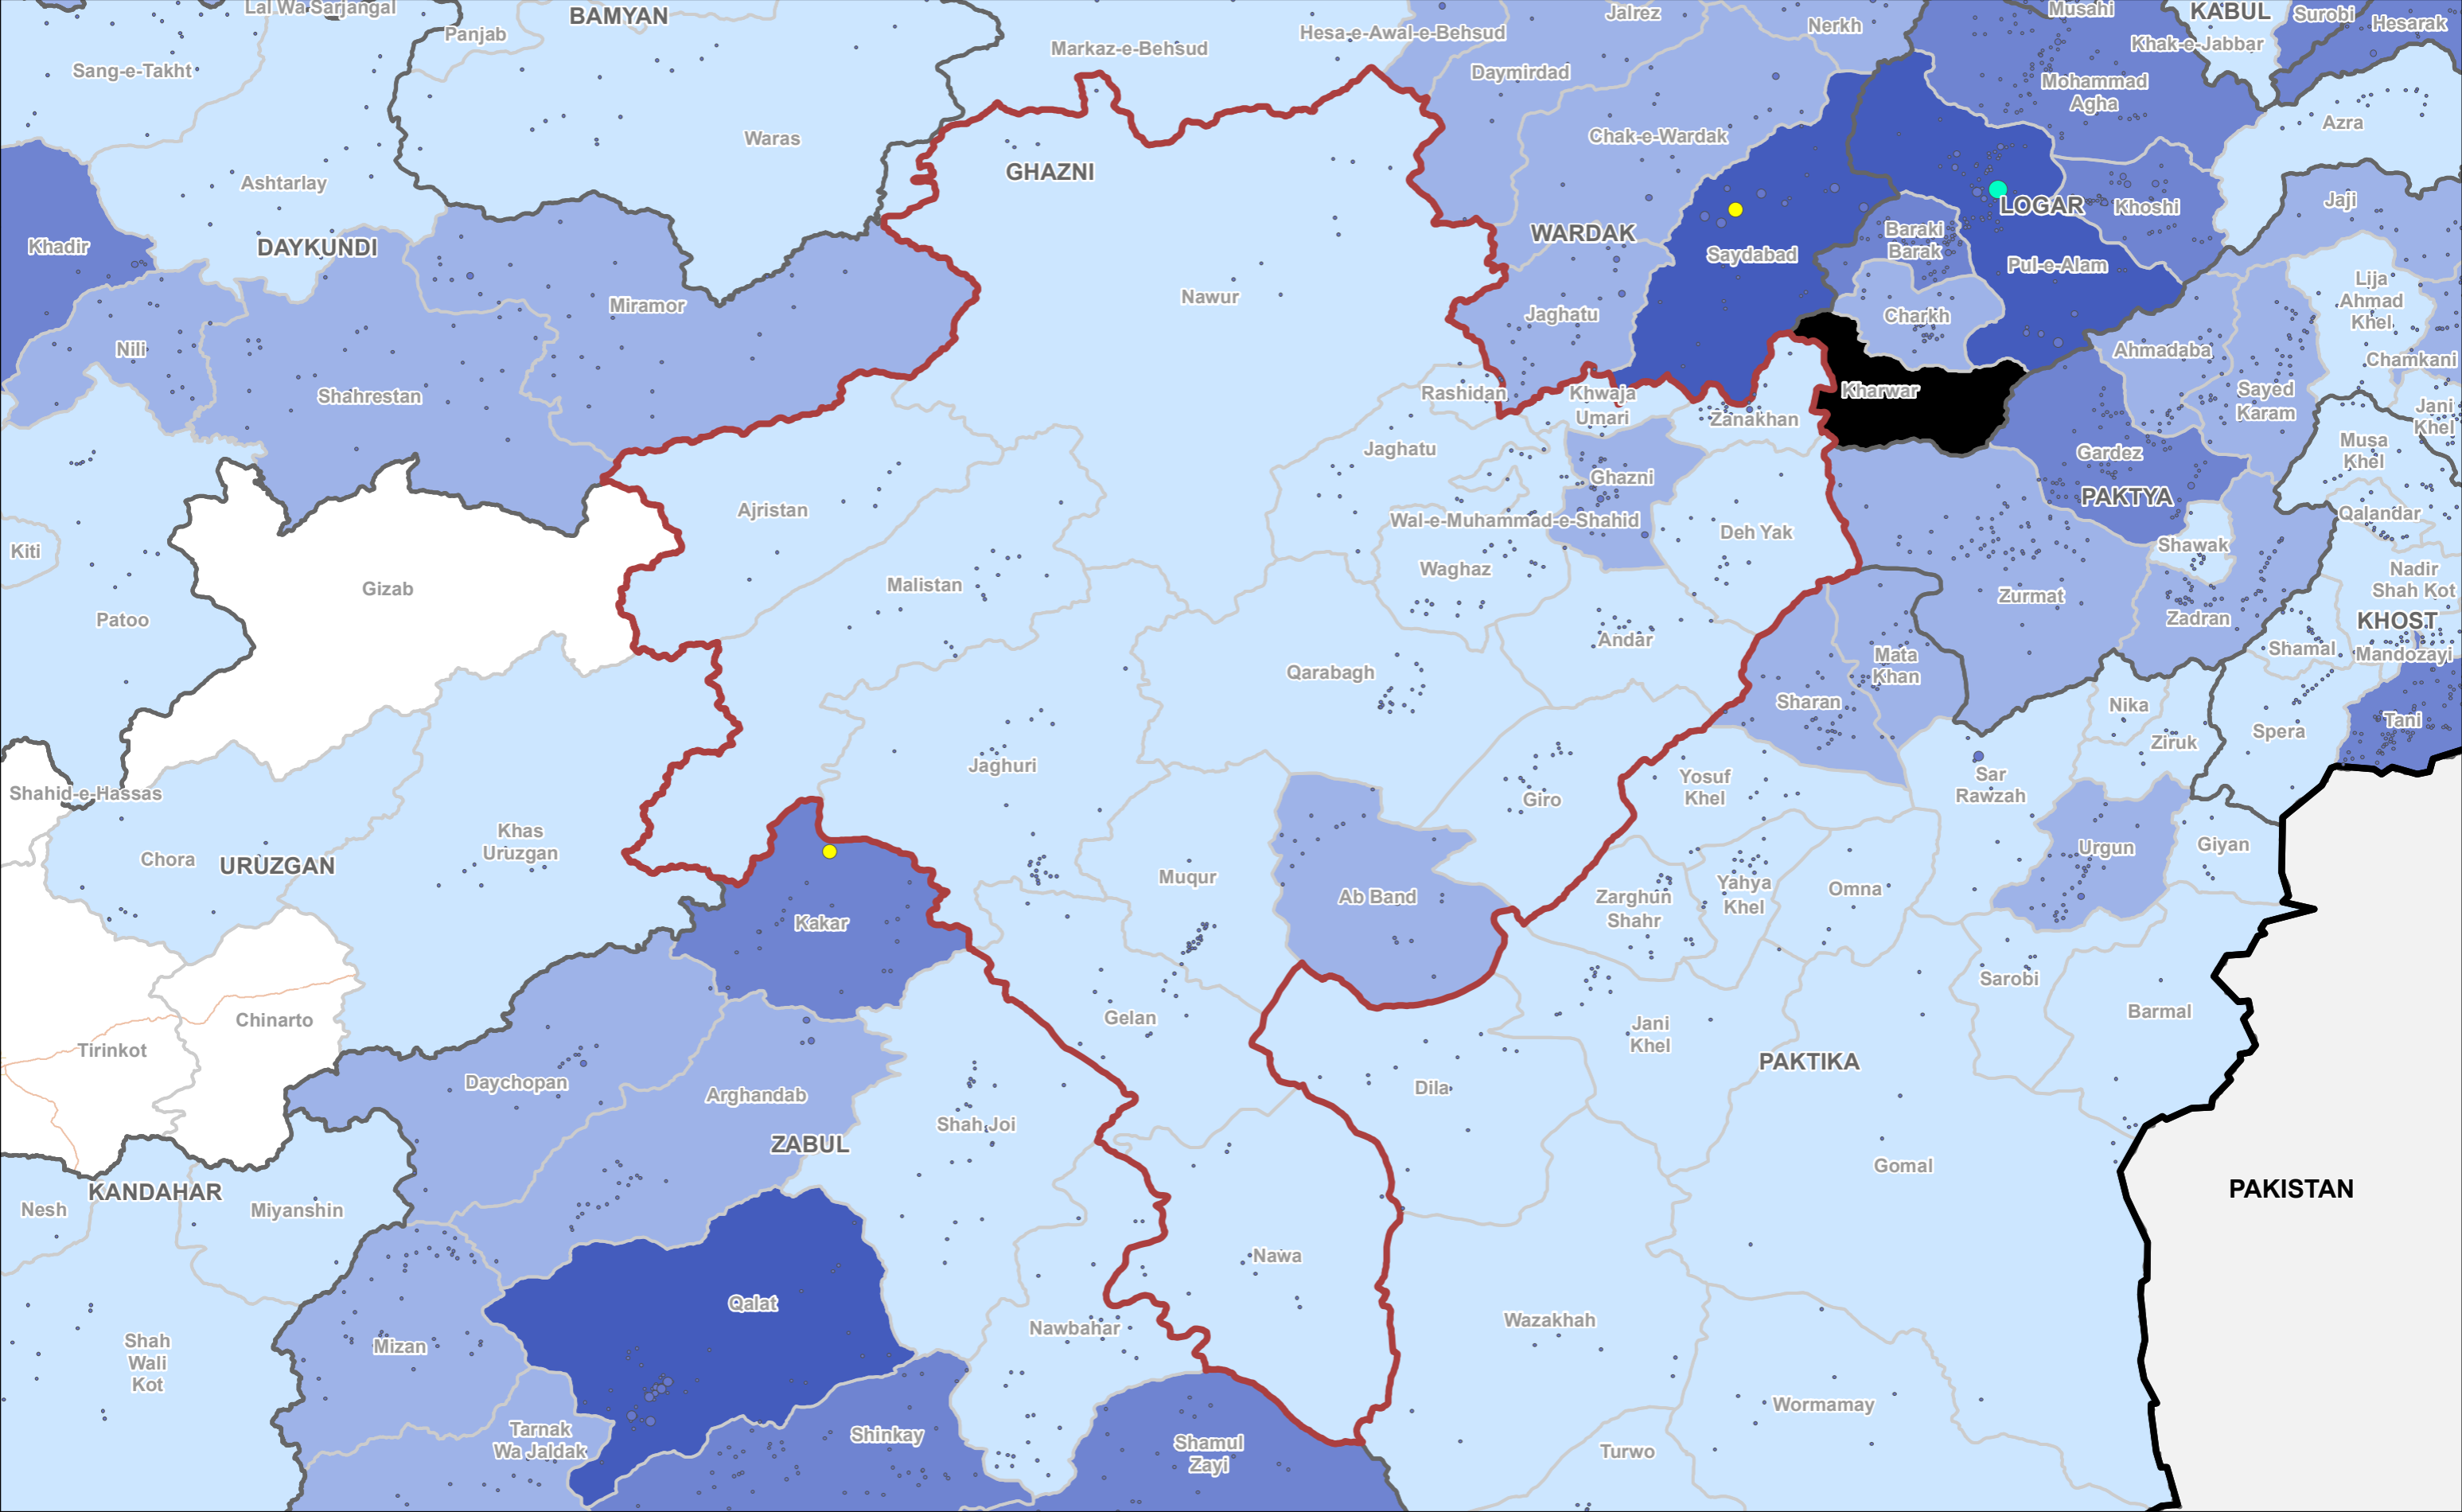 Lal Wa Sarjangal
BAMYAN
Panjab
Markaz-e-Behsud
Hesa-e-Awal-e-Behsud
Jalrez
Nerkh
Musahi
KABUL
Surobi
Hesarak
Khak-e-Jabbar
Sang-e-Takht
Daymirdad
Mohammad
Agha
Azra
Waras
Chak-e-Wardak
GHAZNI
Ashtarlay
Khadir
DAYKUNDI
WARDAK
Saydabad
Baraki
Barak
LOGAR
Khoshi
Jaji
Pul-e-Alam
Lija
Ahmad
Khel
Miramor
Nawur
Jaghatu
Charkh
Nili
Ahmadaba
Chamkani
Shahrestan
Rashidan
Khwaja
Umari
Zanakhan
Kharwar
Sayed
Karam
Jani
Khel
Jaghatu
Gardez
Musa
Khel
Ghazni
PAKTYA
Ajristan
Wal-e-Muhammad-e-Shahid
Deh Yak
Qalandar
Kiti
Shawak
Gizab
Malistan
Waghaz
Nadir
Shah Kot
Zurmat
Patoo
Andar
Zadran
KHOST
Shamal
Mandozayi
Mata
Khan
Qarabagh
Sharan
Nika
Tani
Ziruk
Spera
Jaghuri
Shahid-e-Hassas
Giro
Yosuf
Khel
Sar
Rawzah
Khas
Uruzgan
Chora
URUZGAN
Urgun
Giyan
Muqur
Ab Band
Zarghun
Shahr
Yahya
Khel
Omna
Kakar
Sarobi
Barmal
Chinarto
Gelan
Jani
Khel
Tirinkot
PAKTIKA
Daychopan
Arghandab
Dila
Shah Joi
ZABUL
Gomal
KANDAHAR
PAKISTAN
Nesh
Miyanshin
Nawa
Qalat
Nawbahar
Wazakhah
Shah
Wali
Kot
Mizan
Wormamay
Tarnak
Wa Jaldak
Shinkay
Shamul
Zayi
Turwo